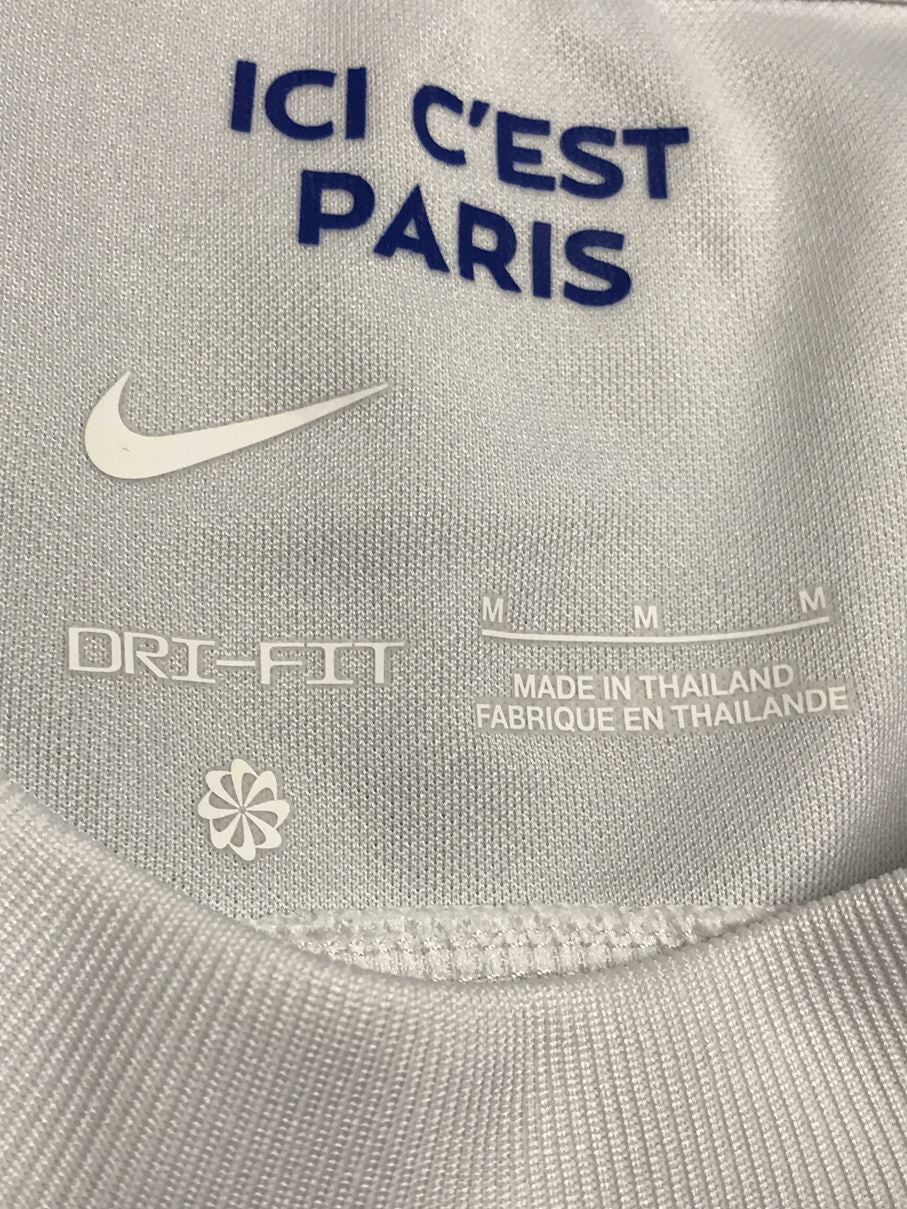 ICI C'EST
PARIS
M M M
DRI-FIT
MADE IN THAILAND
FABRIQUE EN THAILANDE